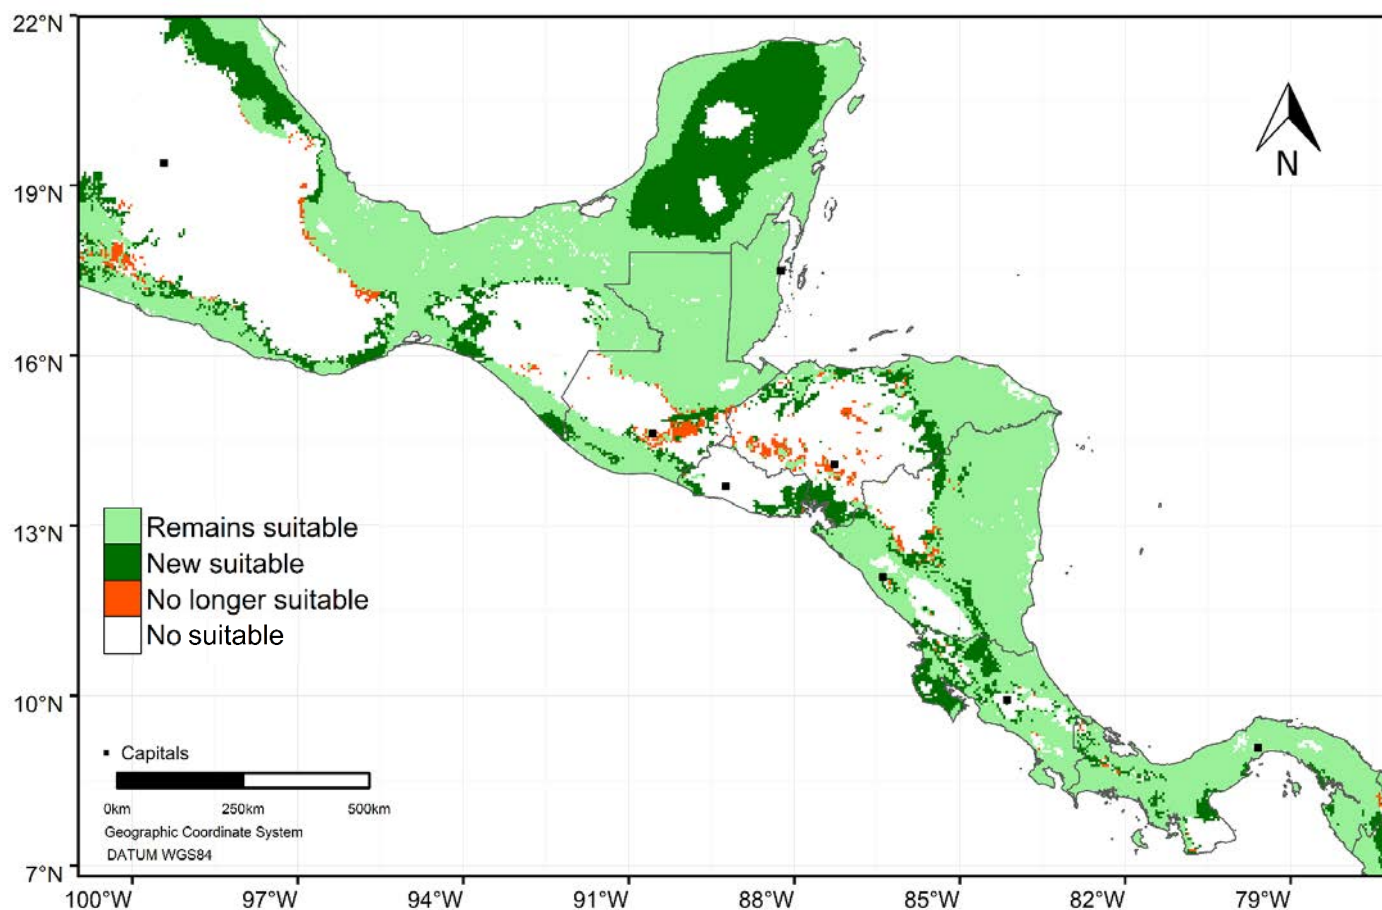 22°N
19°N
16°N
13°N
10°N
7°N
N
Remains suitable
New suitable
No longer suitable
No suitable
Capitals
0km 250km 500km
Geographic Coordinate System
DATUM WGS84
100°W 97°W 94°W 91°W 88°W 85°W 82°W 79°W